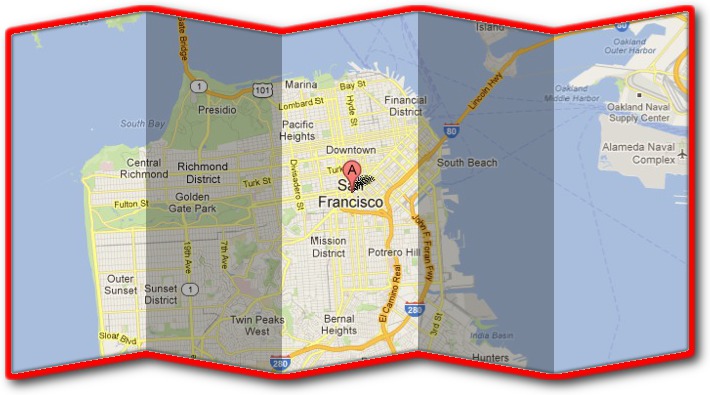 Island
80
Oakland
Outer Harbor
ate Bridge
1
101
Marina
Bay St
Lombard St
Hyde St
Financial
District
Lincoln Hwy
Oakland
Middle Harbor
Oakland Naval
Supply Center
Presidio
South Bay
Pacific
Heights
80
Alameda Naval
Complex
Downtown
Central
Richmond
Richmond
District
Divisadero St
Turk
A
South Beach
Turk St
San
Francisco
Fulton St
Golden
Gate Park
19th Ave
7th Ave
Mission
District
Potrero Hill
John F. Foran Fwy
El Camino Real
Outer
Sunset
Sunset
District
1
280
Twin Peaks
West
Bernal
Heights
3rd St
India Basin
Sloat Blvd
280
Hunters